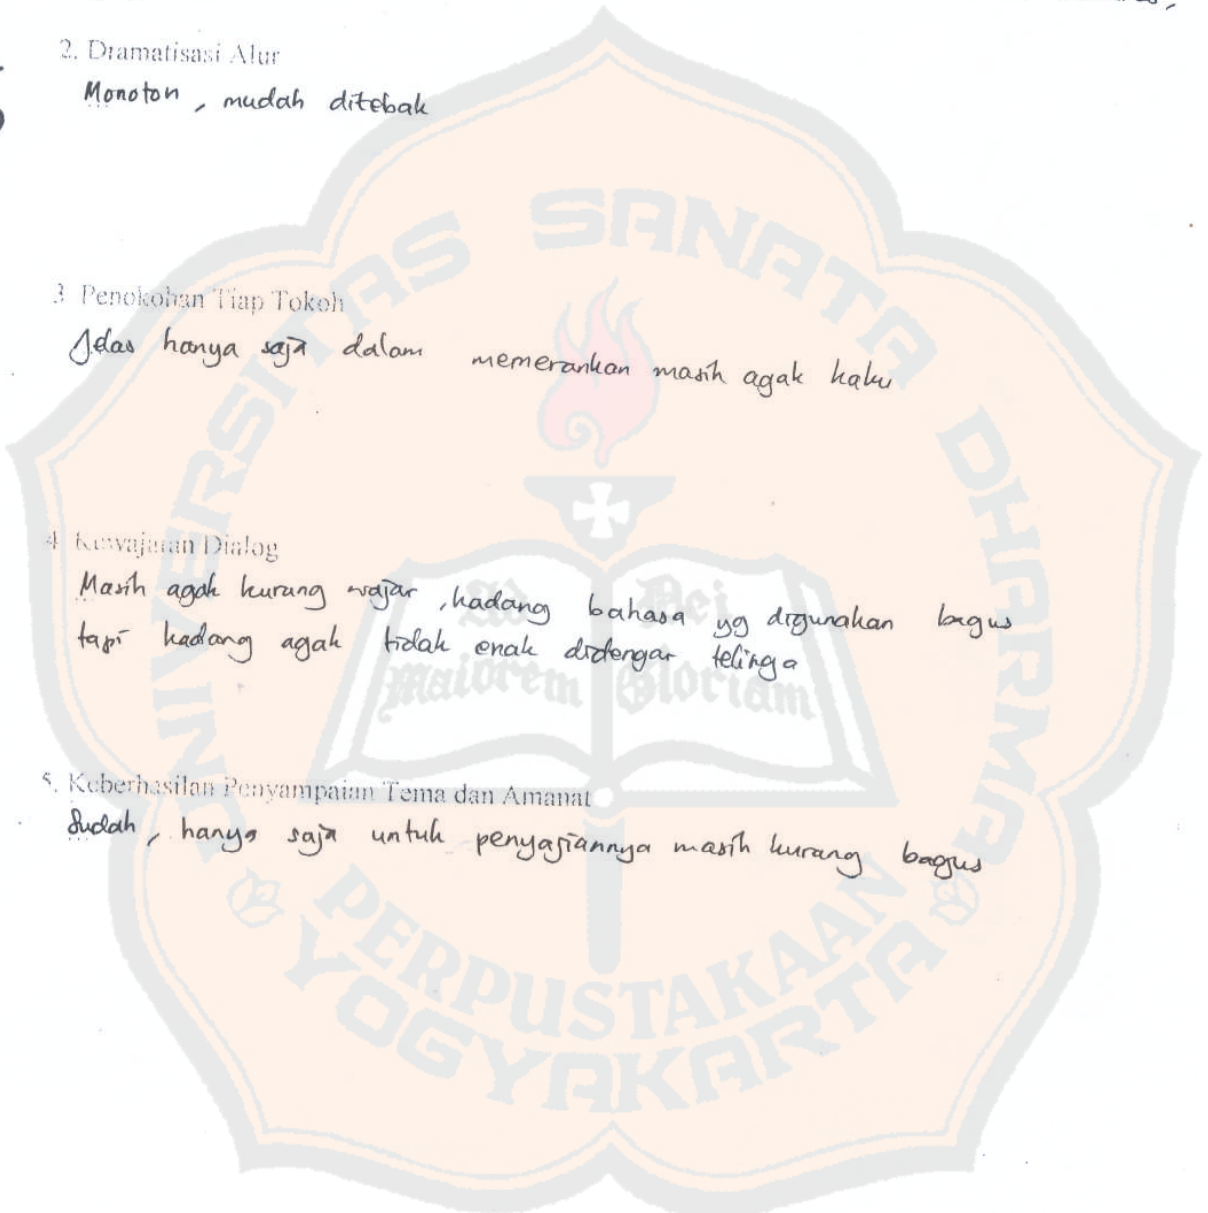 2. Dramatisasi Alur
Monoton, mudah ditebak
3 Penokohan Tiap Tokoh
Jelas hanya saja dalam memerankan masih agak kaku
4 Kewajaran Dialog
Masih agak kurang wajar, kadang bahasa yg digunakan bagus
tapi kadang agak tidak enak didengar telinga
5. Keberhasilan Penyampaian Tema dan Amanat
Sudah, hanya saja untuk penyajiannya masih kurang bagus
UNIVERSITAS SANATA DHARMA
Ad Dei
Maiorem Gloriam
PERPUSTAKAAN
YOGYAKARTA